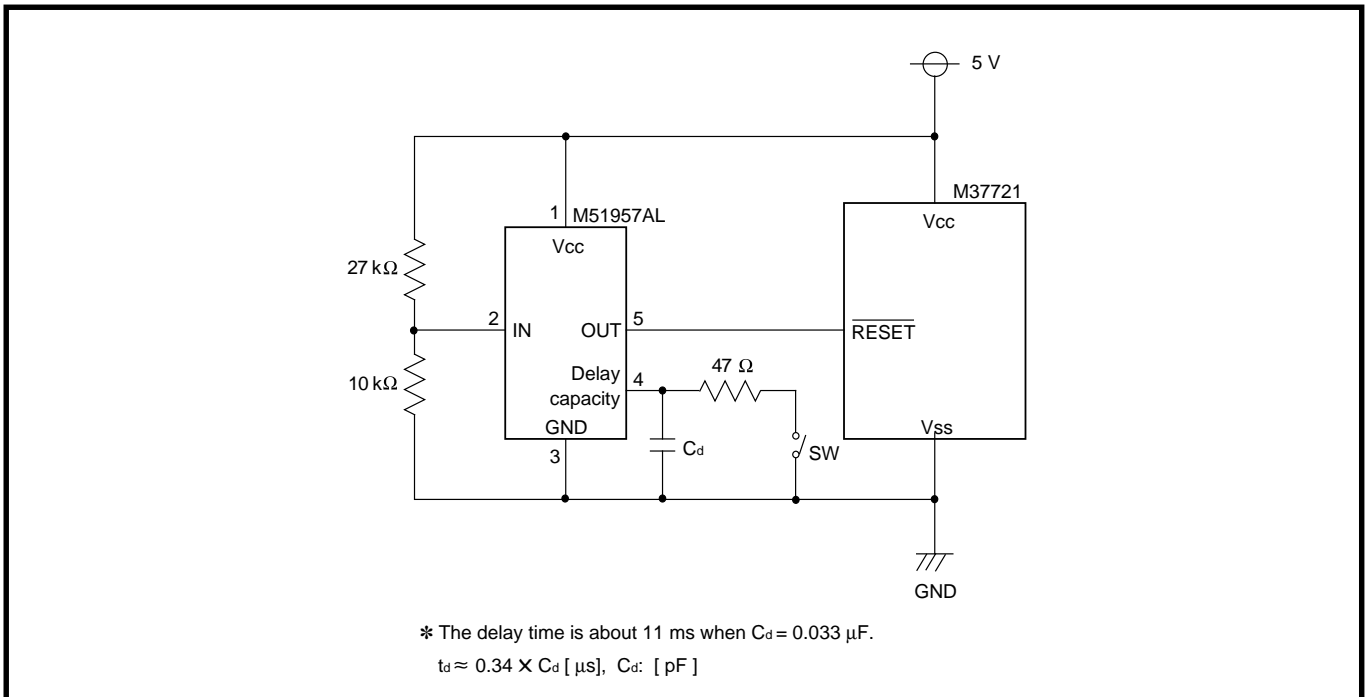 5 V
M37721
1
M51957AL
Vcc
Vcc
27 kΩ
2
IN
OUT
5
RESET
10 kΩ
Delay
capacity
4
47 Ω
GND
3
Cd
SW
Vss
GND
✻ The delay time is about 11 ms when Cd = 0.033 μF.
td ≈ 0.34 ✕ Cd [ μs], Cd: [ pF ]